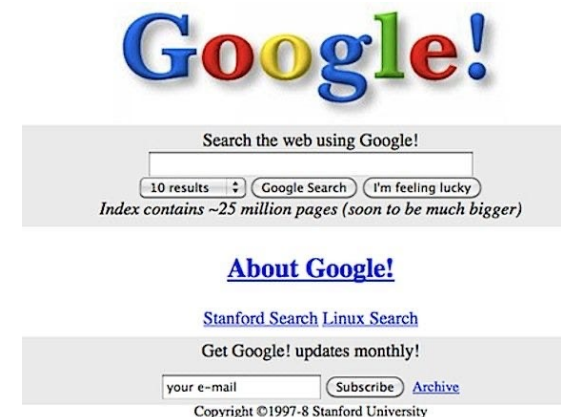 Google!
Search the web using Google!
10 results Google Search I'm feeling lucky
Index contains ~25 million pages (soon to be much bigger)
About Google!
Stanford Search Linux Search
Get Google! updates monthly!
your e-mail Subscribe Archive
Copyright ©1997-8 Stanford University